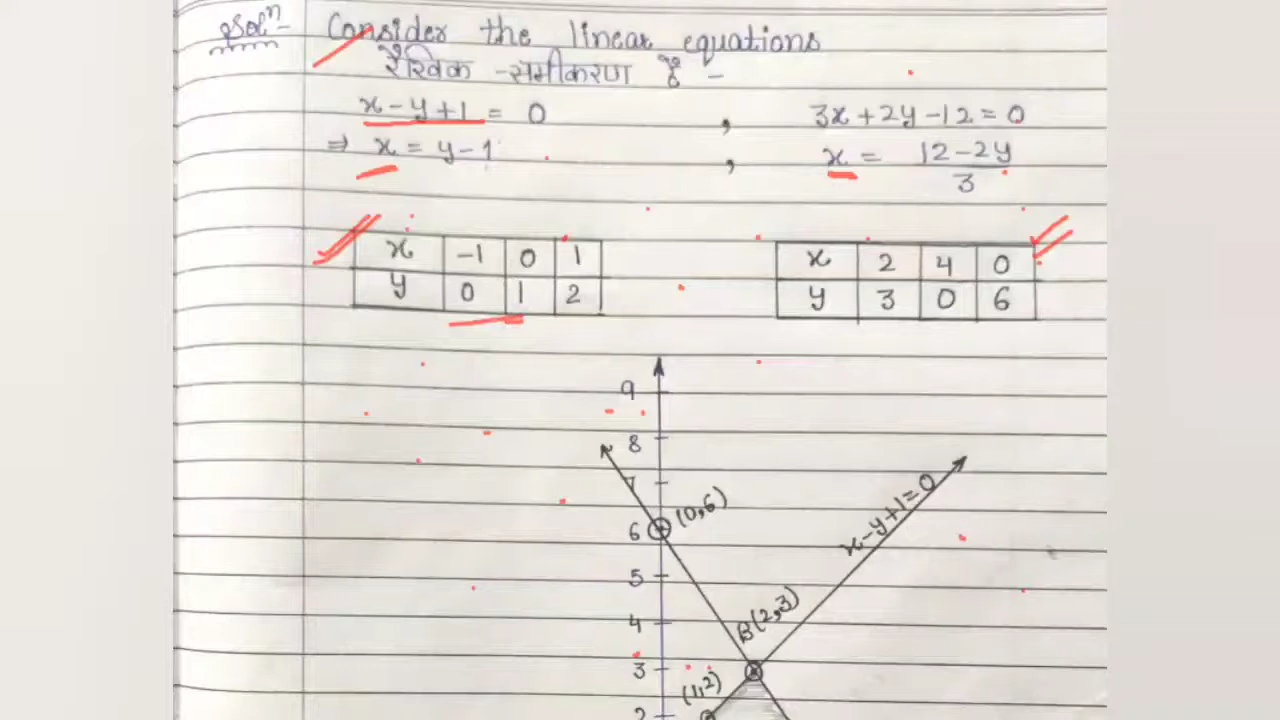 Solⁿ- Consider the linear equations
रैखिक -समीकरण है -
x-y+1 = 0 , 3x+2y-12=0
⇒ x = y-1 , x = 12-2y
3
x -1 0 1
y 0 1 2
x 2 4 0
y 3 0 6
9
8
7
6 (0,6)
x-y+1=0
5
B(2,3)
4
3
(1,2)
2